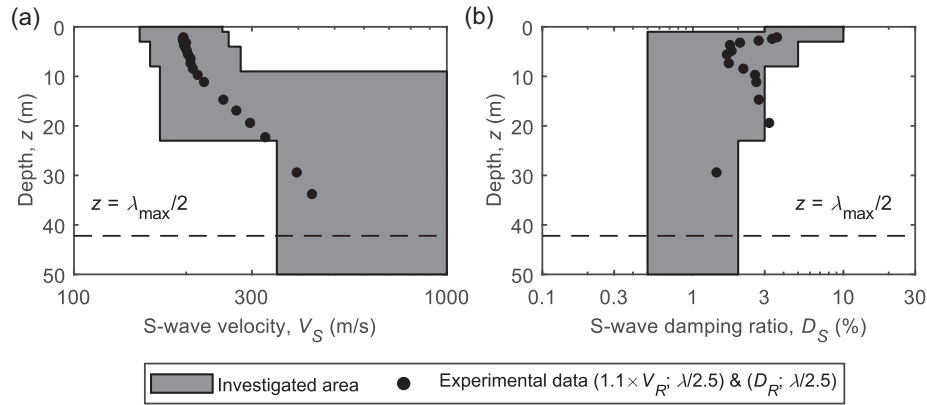 (a)
0
10
20
30
40
50
Depth, z (m)
z = λmax/2
100 300 1000
S-wave velocity, VS (m/s)
(b)
0
10
20
30
40
50
Depth, z (m)
z = λmax/2
0.1 0.3 1 3 10 30
S-wave damping ratio, DS (%)
Investigated area
Experimental data (1.1×VR; λ/2.5) & (DR; λ/2.5)